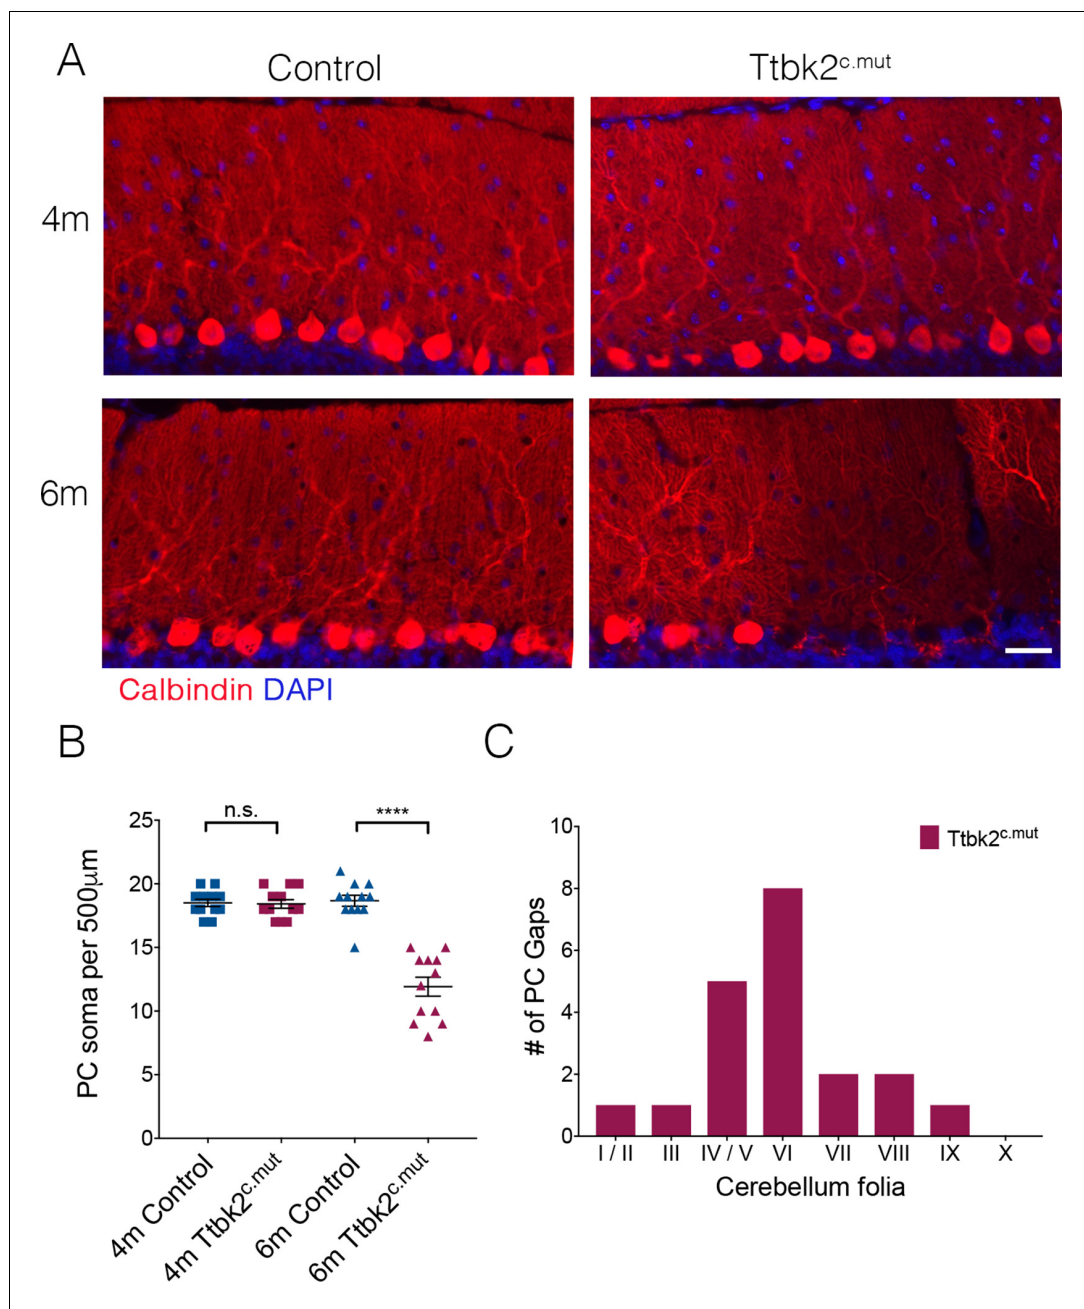 A
Control
Ttbk2c.mut
4m
6m
Calbindin DAPI
B
C
n.s.
****
25
20
15
10
5
0
PC soma per 500μm
4m Control
4m Ttbk2c.mut
6m Control
6m Ttbk2c.mut
Ttbk2c.mut
10
8
6
4
2
0
# of PC Gaps
I / II III IV / V VI VII VIII IX X
Cerebellum folia